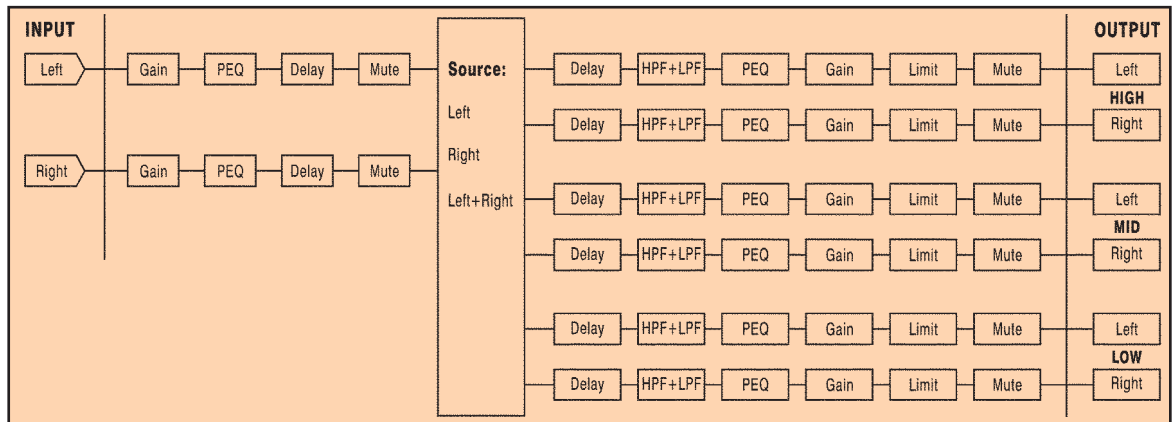 INPUT OUTPUT
Left Gain PEQ Delay Mute Source: Delay HPF+LPF PEQ Gain Limit Mute Left
HIGH
Left Delay HPF+LPF PEQ Gain Limit Mute Right
Right Gain PEQ Delay Mute Right
Left+Right Delay HPF+LPF PEQ Gain Limit Mute Left
MID
Delay HPF+LPF PEQ Gain Limit Mute Right
Delay HPF+LPF PEQ Gain Limit Mute Left
LOW
Delay HPF+LPF PEQ Gain Limit Mute Right